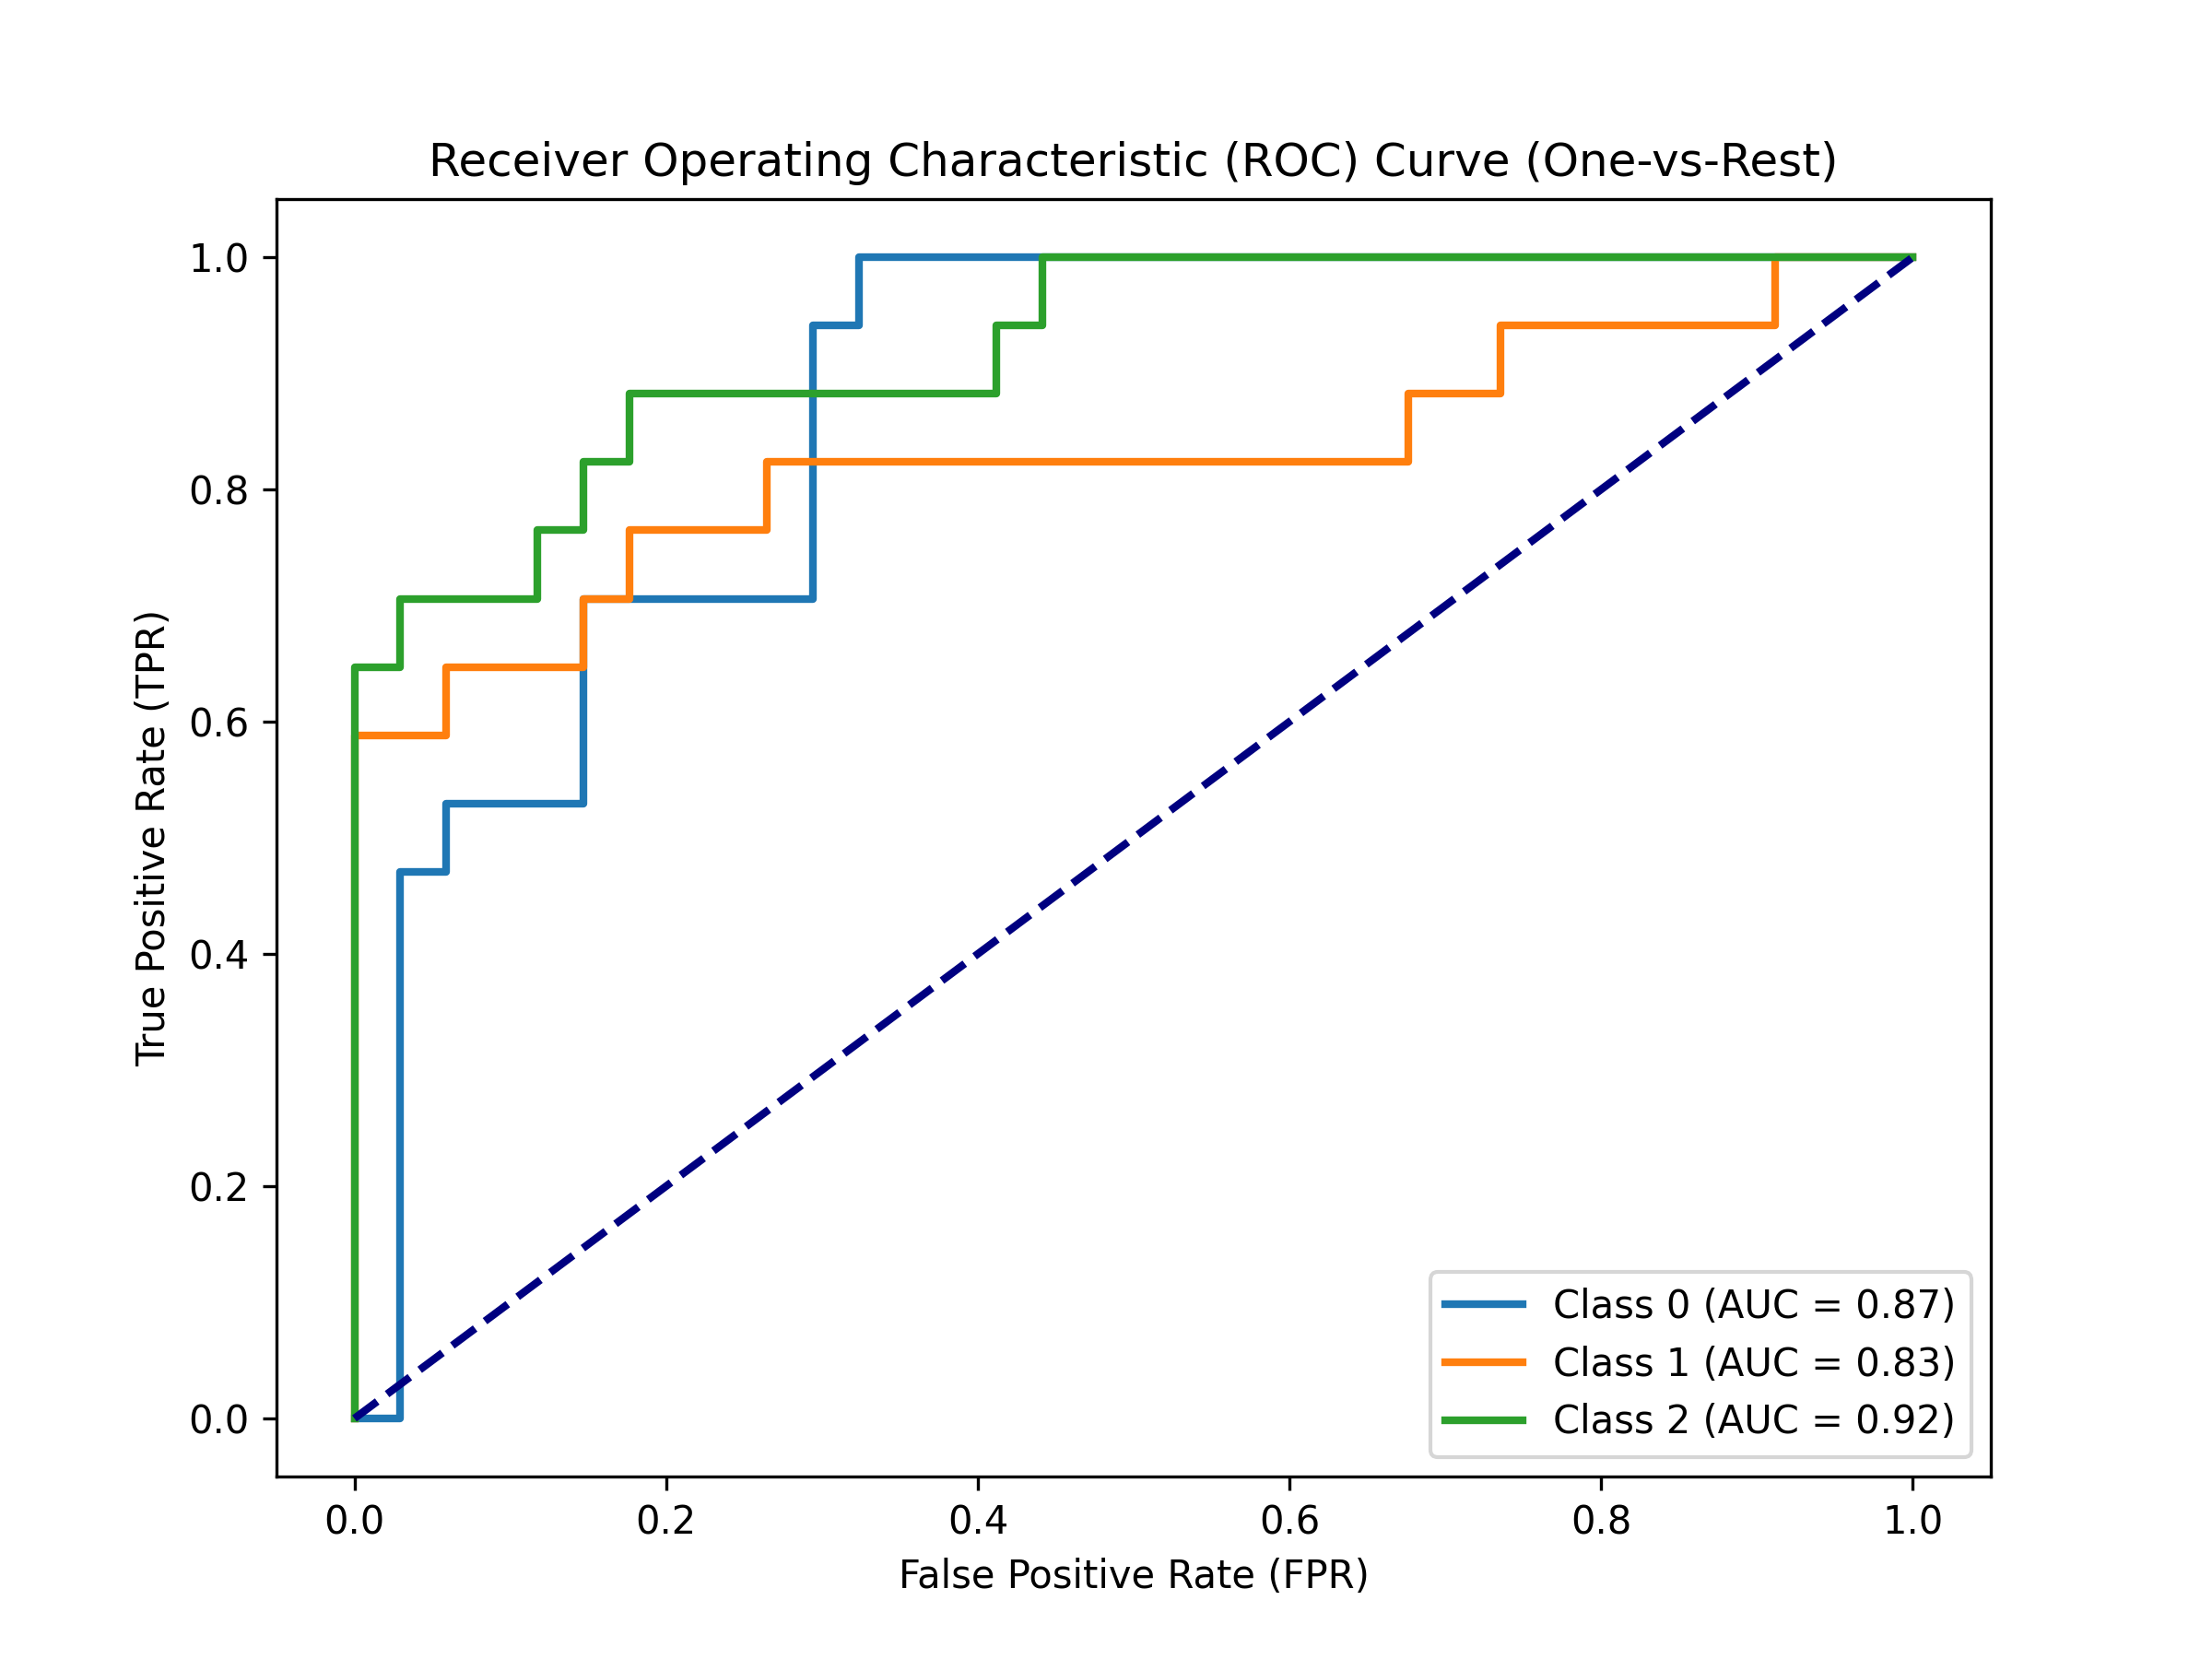 Receiver Operating Characteristic (ROC) Curve (One-vs-Rest)
True Positive Rate (TPR)
1.0
0.8
0.6
0.4
0.2
0.0
Class 0 (AUC = 0.87)
Class 1 (AUC = 0.83)
Class 2 (AUC = 0.92)
0.0 0.2 0.4 0.6 0.8 1.0
False Positive Rate (FPR)